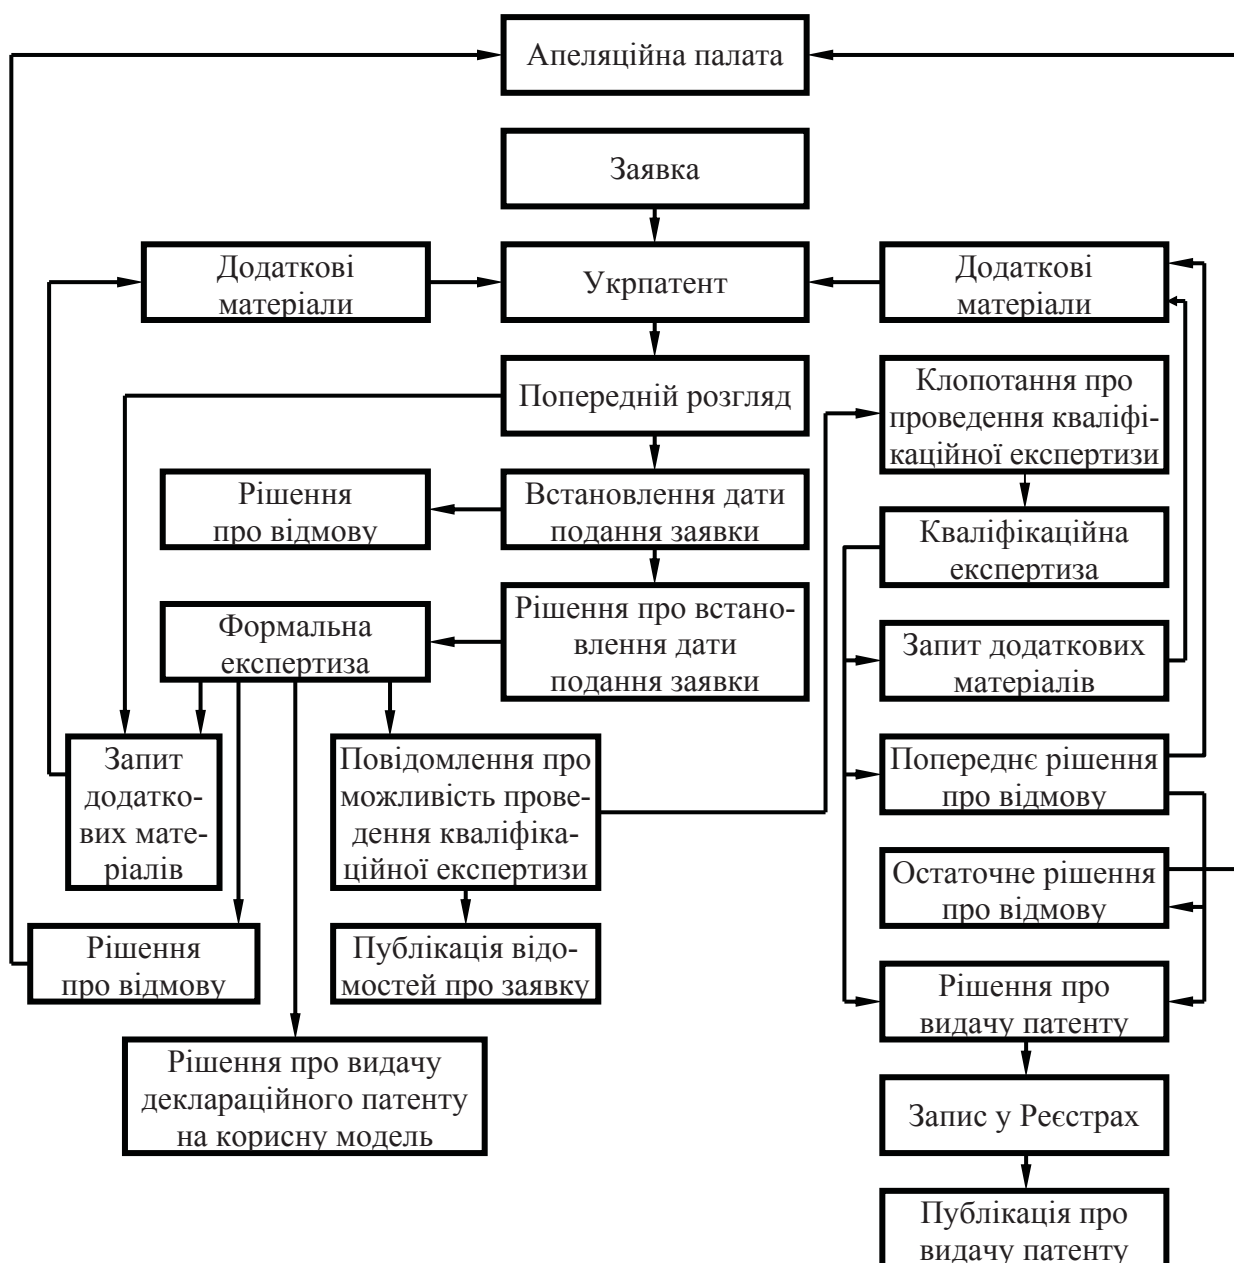 Апеляційна палата
Заявка
Додаткові
матеріали
Укрпатент
Додаткові
матеріали
Попередній розгляд
Клопотання про
проведення кваліфі-
каційної експертизи
Рішення
про відмову
Встановлення дати
подання заявки
Кваліфікаційна
експертиза
Формальна
експертиза
Рішення про встано-
влення дати
подання заявки
Запит додаткових
матеріалів
Запит
додатко-
вих мате-
ріалів
Повідомлення про
можливість прове-
дення кваліфіка-
ційної експертизи
Попереднє рішення
про відмову
Остаточне рішення
про відмову
Рішення
про відмову
Публікація відо-
мостей про заявку
Рішення про
видачу патенту
Рішення про видачу
деклараційного патенту
на корисну модель
Запис у Реєстрах
Публікація про
видачу патенту